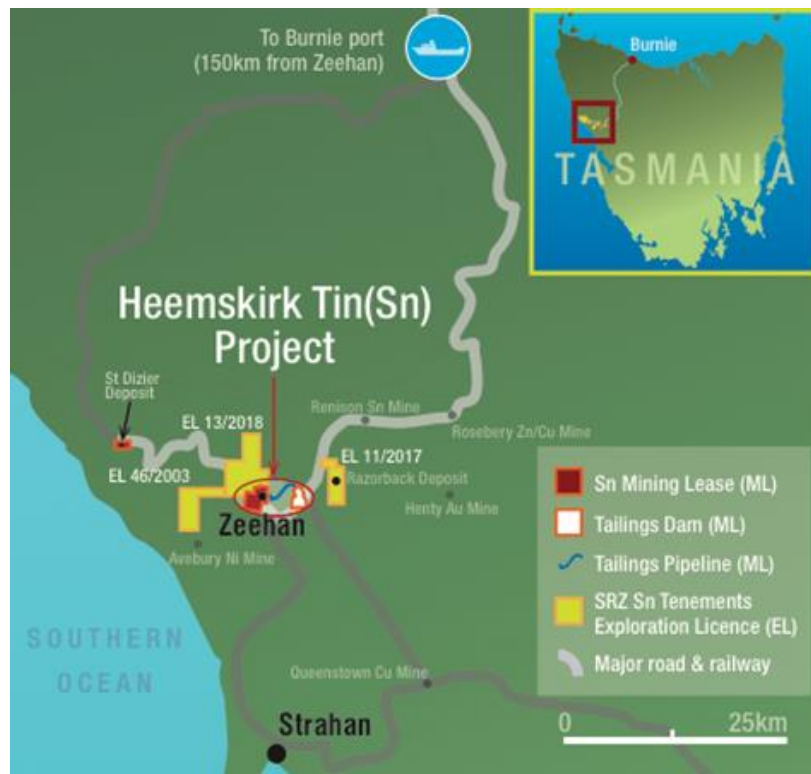 To Burnie port
(150km from Zeehan)
Burnie
TASMANIA
Heemskirk Tin(Sn)
Project
St Dizier
Deposit
Renison Sn Mine
EL 13/2018
Rosebery Zn/Cu Mine
EL 46/2003
EL 11/2017
Razorback Deposit
Henty Au Mine
Zeehan
Avebury Ni Mine
Sn Mining Lease (ML)
Tailings Dam (ML)
Tailings Pipeline (ML)
SRZ Sn Tenements
Exploration Licence (EL)
Major road & railway
SOUTHERN
OCEAN
Queenstown Cu Mine
Strahan
0 25km